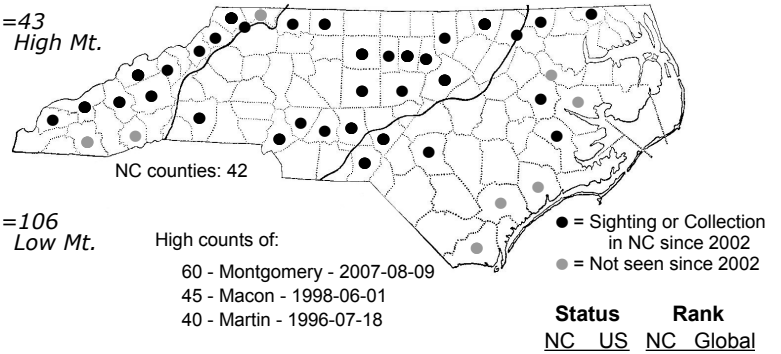 =43
High Mt.
NC counties: 42
=106
Low Mt.
High counts of:
60 - Montgomery - 2007-08-09
45 - Macon - 1998-06-01
40 - Martin - 1996-07-18
= Sighting or Collection
in NC since 2002
= Not seen since 2002
Status Rank
NC US NC Global